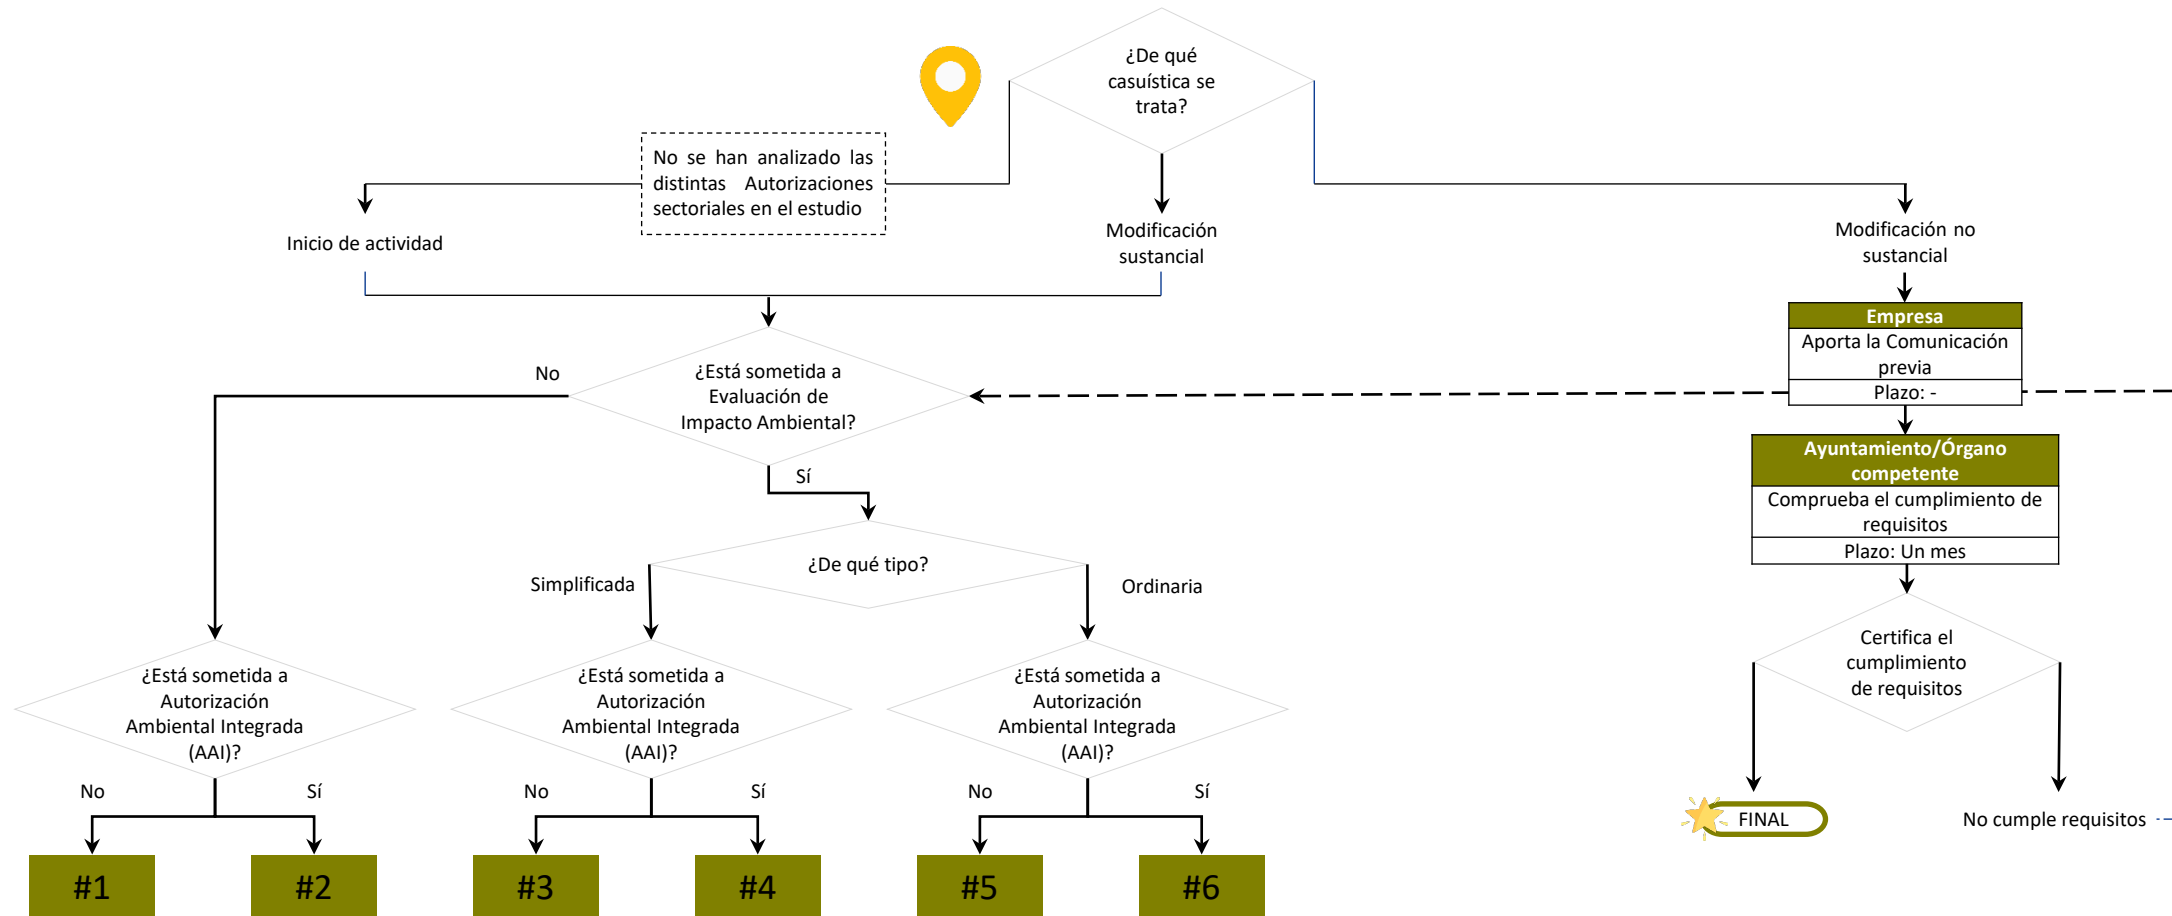 ¿De qué
casuística se
trata?
No se han analizado las
distintas Autorizaciones
sectoriales en el estudio
Inicio de actividad
Modificación
sustancial
Modificación no
sustancial
Empresa
Aporta la Comunicación
previa
Plazo: -
No
¿Está sometida a
Evaluación de
Impacto Ambiental?
Sí
Ayuntamiento/Órgano
competente
Comprueba el cumplimiento de
requisitos
Plazo: Un mes
¿De qué tipo?
Simplificada
Ordinaria
Certifica el
cumplimiento
de requisitos
¿Está sometida a
Autorización
Ambiental Integrada
(AAI)?
¿Está sometida a
Autorización
Ambiental Integrada
(AAI)?
¿Está sometida a
Autorización
Ambiental Integrada
(AAI)?
No
Sí
No
Sí
No
Sí
FINAL
No cumple requisitos
#1
#2
#3
#4
#5
#6